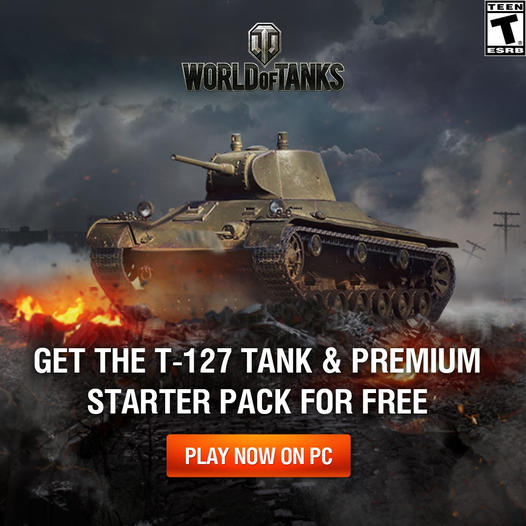 TEEN
T
ESRB
WORLD OF TANKS
GET THE T-127 TANK & PREMIUM
STARTER PACK FOR FREE
PLAY NOW ON PC